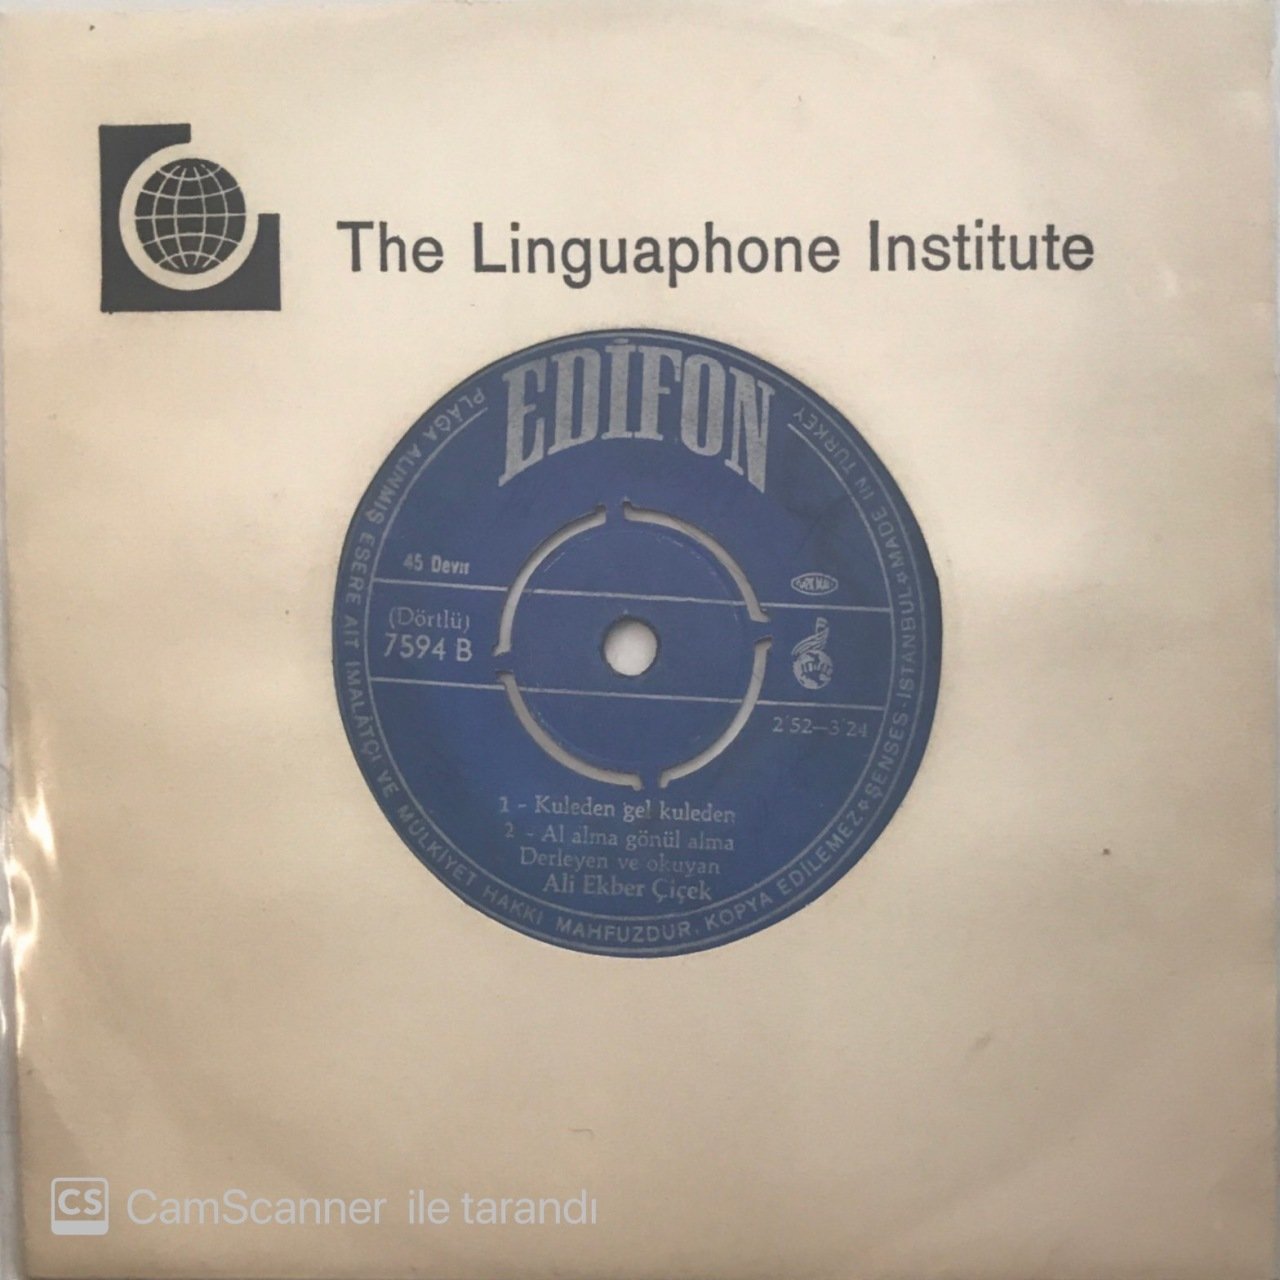 The Linguaphone Institute
EDİFON
PLÂĞA ALINMIŞ ESERE AİT İMALÂTÇI VE MÜLKİYET HAKKI MAHFUZDUR. KOPYA EDİLEMEZ★ŞENSES-İSTANBUL★MADE IN TURKEY
45 Devir
(Dörtlü)
7594 B
2'52—3'24
1 - Kuleden gel kuleden
2 - Al alma gönül alma
Derleyen ve okuyan
Ali Ekber Çiçek
CS CamScanner ile tarandı